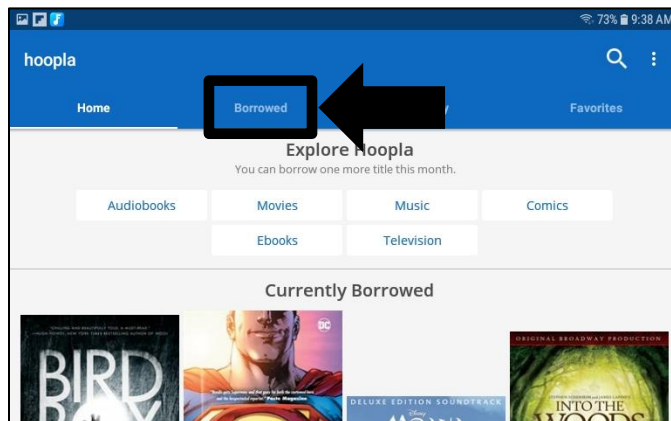 73% 9:38 AM
hoopla
Home Borrowed y Favorites
Explore Hoopla
You can borrow one more title this month.
Audiobooks Movies Music Comics
Ebooks Television
Currently Borrowed
BIRD
DC
DELUXE EDITION SOUNDTRACK
Disney
ORIGINAL BROADWAY PRODUCTION
INTO THE
WOODS